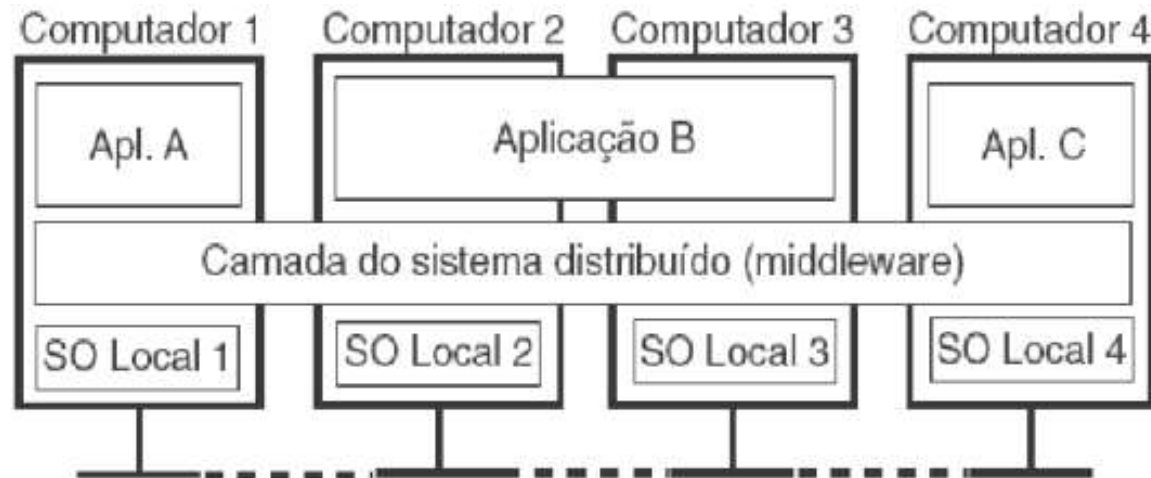 Computador 1
Computador 2
Computador 3
Computador 4
Apl. A
Aplicação B
Apl. C
Camada do sistema distribuído (middleware)
SO Local 1
SO Local 2
SO Local 3
SO Local 4